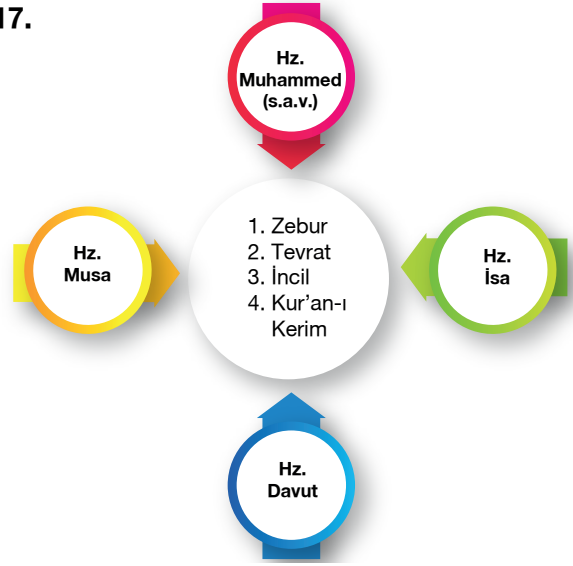 17.
Hz.
Muhammed
(s.a.v.)
Hz.
Musa
1. Zebur
2. Tevrat
3. İncil
4. Kur'an-ı
Kerim
Hz.
İsa
Hz.
Davut